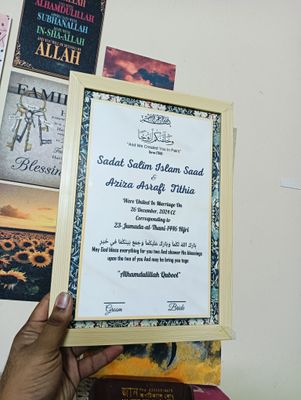 ALHAMDULILLAH
SUBHANALLAH
IN-SHA-ALLAH
ALLAH
FAMILY
Blessing
"And We Created You in Pairs"
Sadat Salim Islam Saad
&
Aziza Asrafi Tithia
Were United In Marriage On
26 December, 2024 CE
Corresponding to
23-Jumada-al-Thani-1446 Hijri
بارك الله لكما وبارك عليكما وجمع بينكما في خير
May God bless everything for you two and shower His blessings
upon the two of you and may he bring you toge
"Alhamdulillah Qabool"
Groom
Bride